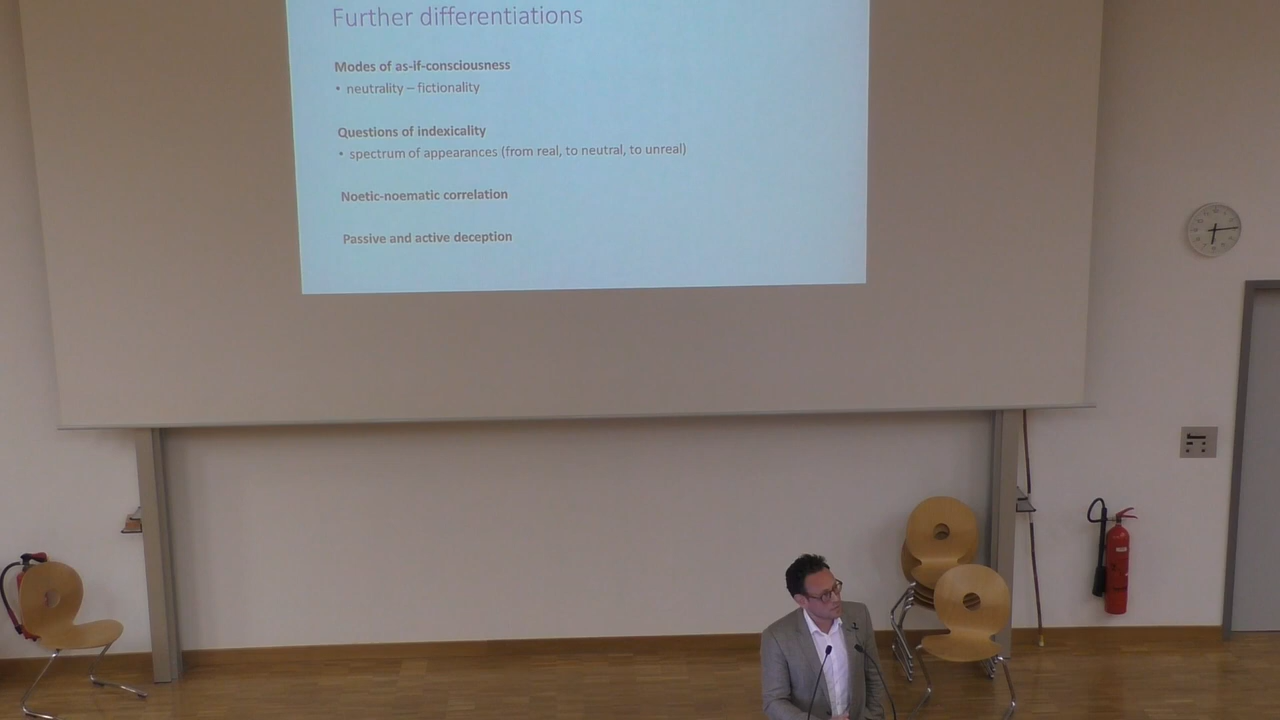 Further differentiations
Modes of as-if-consciousness
• neutrality – fictionality
Questions of indexicality
• spectrum of appearances (from real, to neutral, to unreal)
Noetic-noematic correlation
Passive and active deception